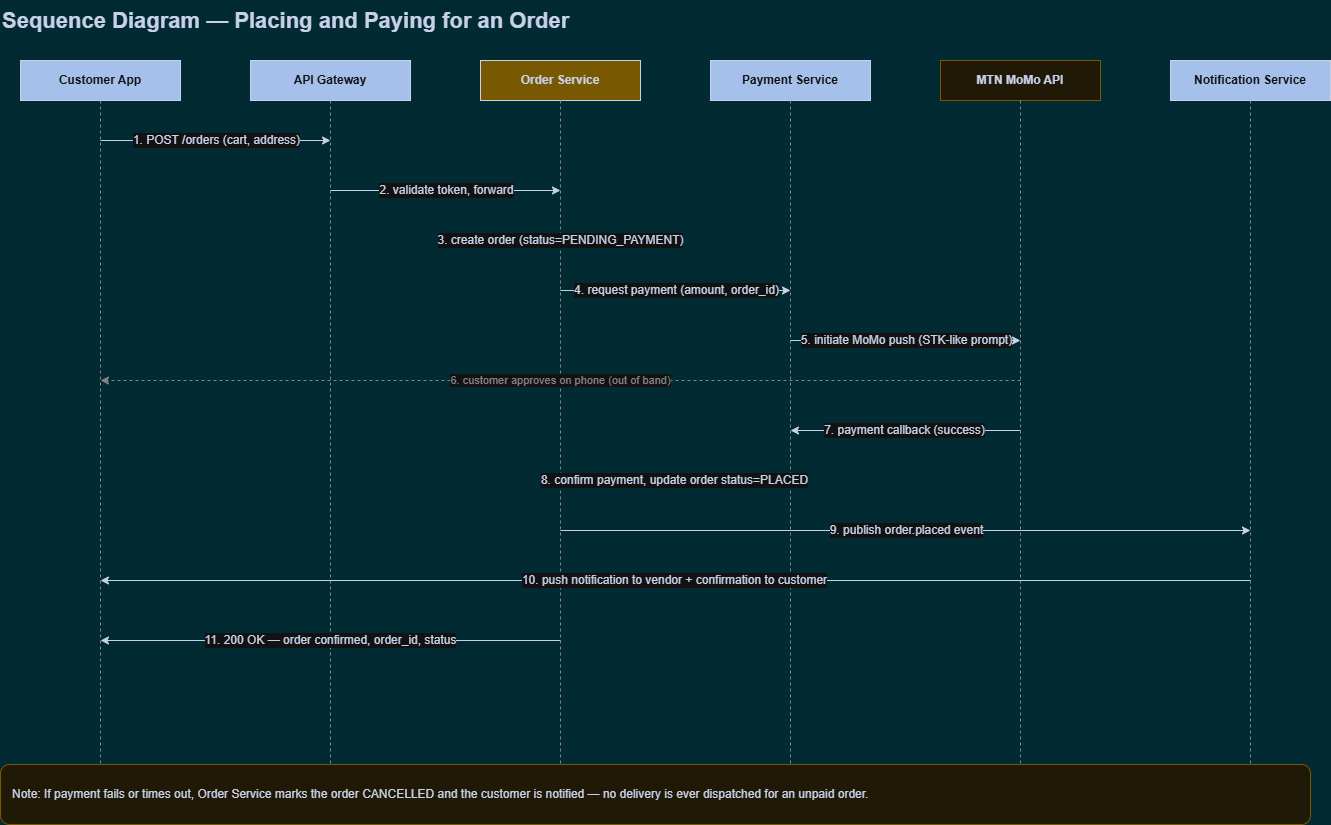 Sequence Diagram — Placing and Paying for an Order
Customer App
API Gateway
Order Service
Payment Service
MTN MoMo API
Notification Service
1. POST /orders (cart, address)
2. validate token, forward
3. create order (status=PENDING_PAYMENT)
4. request payment (amount, order_id)
5. initiate MoMo push (STK-like prompt)
6. customer approves on phone (out of band)
7. payment callback (success)
8. confirm payment, update order status=PLACED
9. publish order.placed event
10. push notification to vendor + confirmation to customer
11. 200 OK — order confirmed, order_id, status
Note: If payment fails or times out, Order Service marks the order CANCELLED and the customer is notified — no delivery is ever dispatched for an unpaid order.